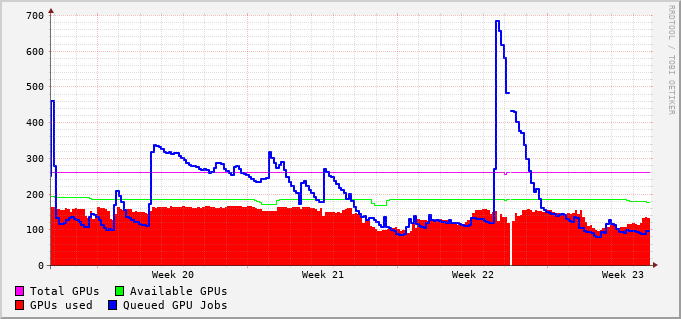 700
600
500
400
300
200
100
0
Week 20 Week 21 Week 22 Week 23
Total GPUs Available GPUs
GPUs used Queued GPU Jobs
RRDTOOL / TOBI OETIKER